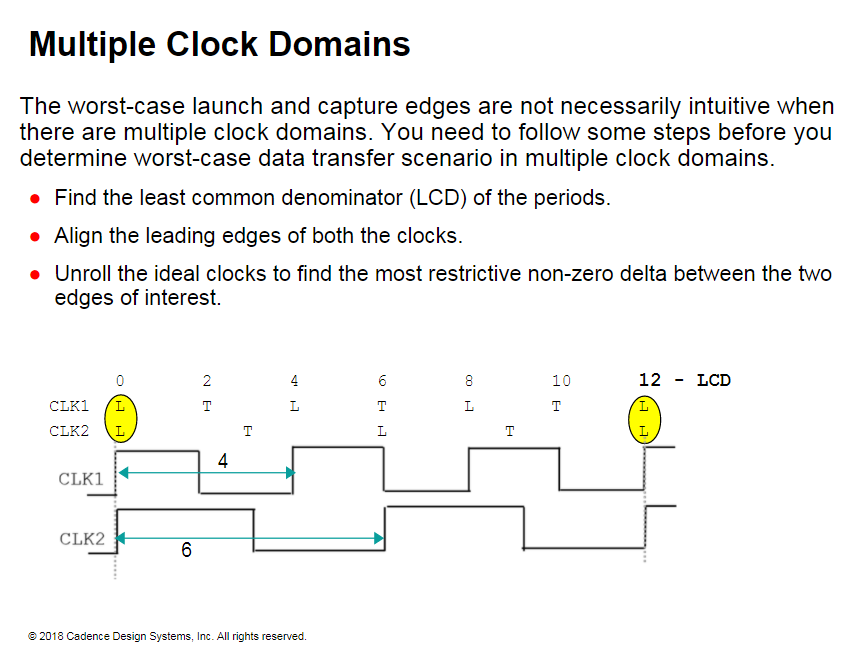 Multiple Clock Domains
The worst-case launch and capture edges are not necessarily intuitive when
there are multiple clock domains. You need to follow some steps before you
determine worst-case data transfer scenario in multiple clock domains.
● Find the least common denominator (LCD) of the periods.
● Align the leading edges of both the clocks.
● Unroll the ideal clocks to find the most restrictive non-zero delta between the two
edges of interest.
0 2 4 6 8 10 12 - LCD
CLK1 L T L T L T L
CLK2 L T L T L
4
CLK1
CLK2
6
© 2018 Cadence Design Systems, Inc. All rights reserved.